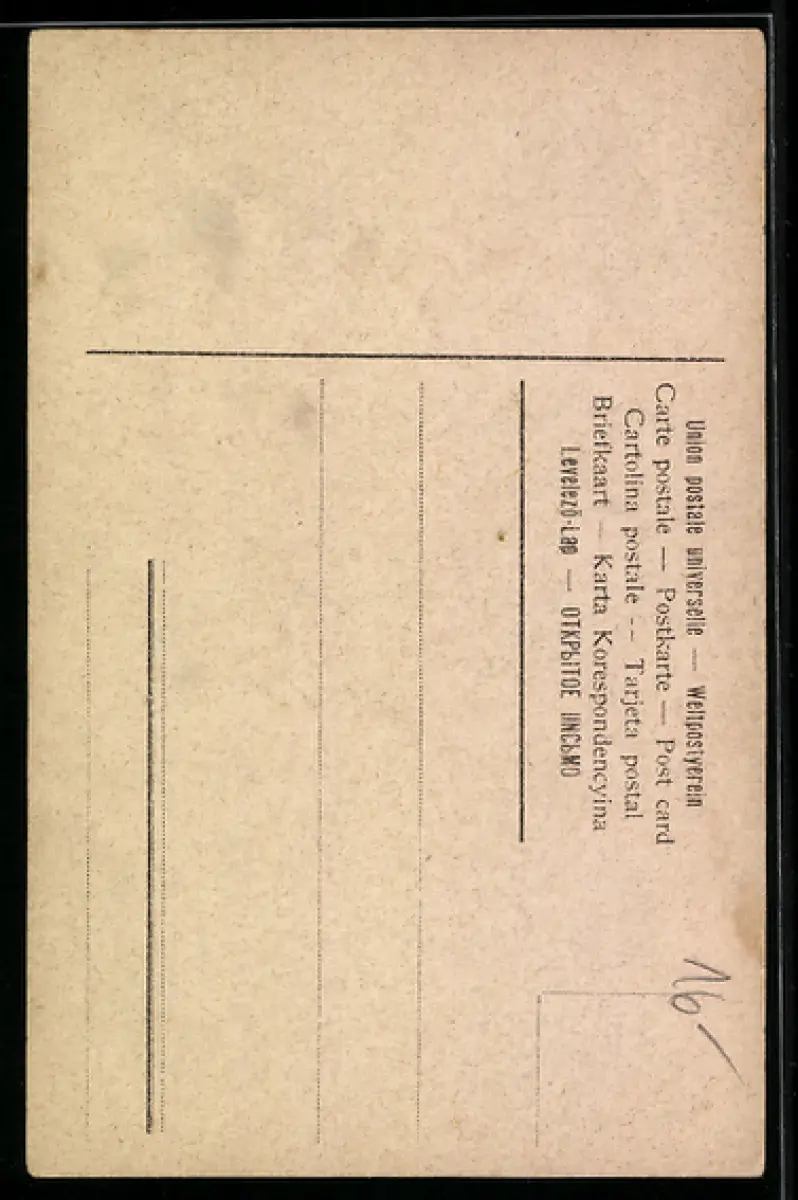 Union postale universelle — Weltpostverein
Carte postale — Postkarte — Post card
Cartolina postale -- Tarjeta postal
Briefkaart — Karta Korespondencyina
Levelező-Lap — ОТКРЫТОЕ ПИСЬМО
16